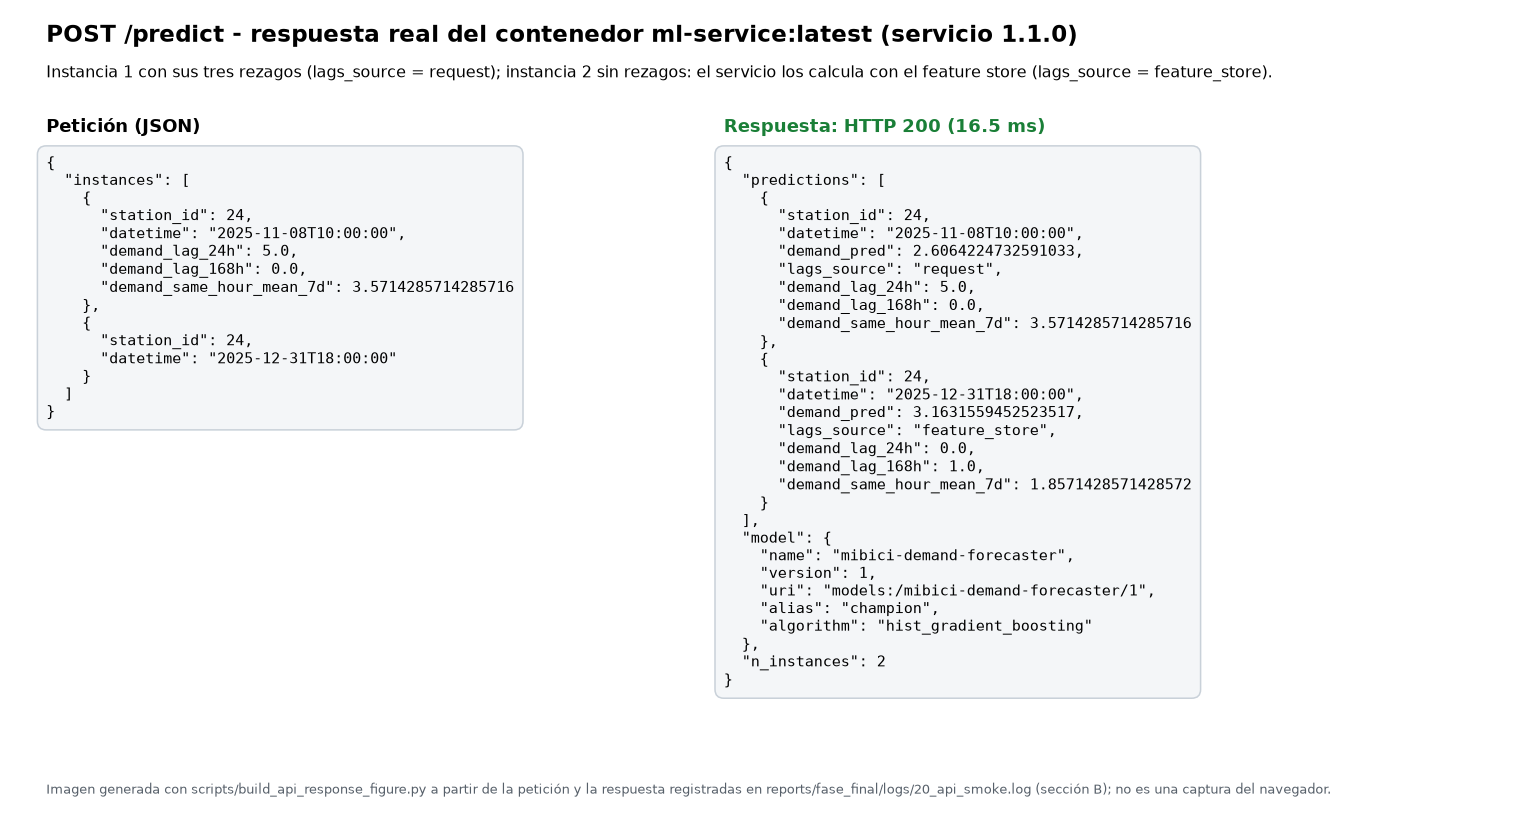 POST /predict - respuesta real del contenedor ml-service:latest (servicio 1.1.0)
Instancia 1 con sus tres rezagos (lags_source = request); instancia 2 sin rezagos: el servicio los calcula con el feature store (lags_source = feature_store).
Petición (JSON)
{
  "instances": [
    {
      "station_id": 24,
      "datetime": "2025-11-08T10:00:00",
      "demand_lag_24h": 5.0,
      "demand_lag_168h": 0.0,
      "demand_same_hour_mean_7d": 3.5714285714285716
    },
    {
      "station_id": 24,
      "datetime": "2025-12-31T18:00:00"
    }
  ]
}
Respuesta: HTTP 200 (16.5 ms)
{
  "predictions": [
    {
      "station_id": 24,
      "datetime": "2025-11-08T10:00:00",
      "demand_pred": 2.6064224732591033,
      "lags_source": "request",
      "demand_lag_24h": 5.0,
      "demand_lag_168h": 0.0,
      "demand_same_hour_mean_7d": 3.5714285714285716
    },
    {
      "station_id": 24,
      "datetime": "2025-12-31T18:00:00",
      "demand_pred": 3.1631559452523517,
      "lags_source": "feature_store",
      "demand_lag_24h": 0.0,
      "demand_lag_168h": 1.0,
      "demand_same_hour_mean_7d": 1.8571428571428572
    }
  ],
  "model": {
    "name": "mibici-demand-forecaster",
    "version": 1,
    "uri": "models:/mibici-demand-forecaster/1",
    "alias": "champion",
    "algorithm": "hist_gradient_boosting"
  },
  "n_instances": 2
}
Imagen generada con scripts/build_api_response_figure.py a partir de la petición y la respuesta registradas en reports/fase_final/logs/20_api_smoke.log (sección B); no es una captura del navegador.